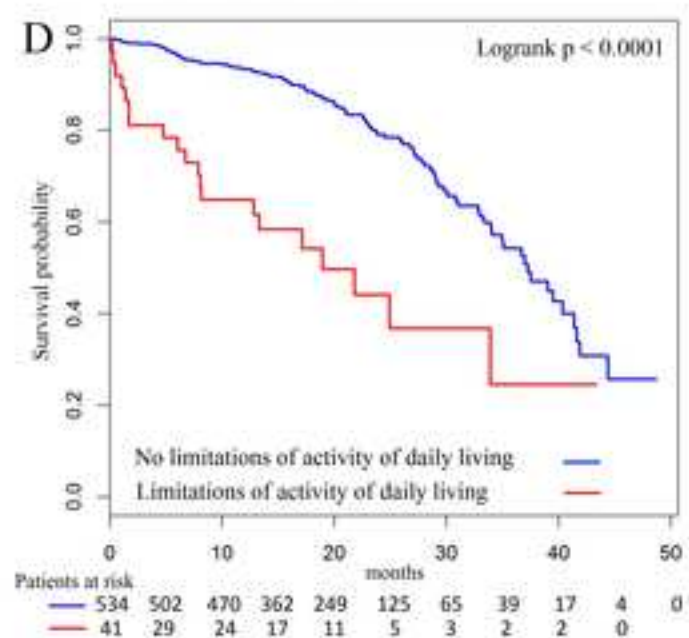 D
Logrank p < 0.0001
Survival probability
1.0
0.8
0.6
0.4
0.2
0.0
No limitations of activity of daily living
Limitations of activity of daily living
0 10 20 30 40 50
months
Patients at risk
534 502 470 362 249 125 65 39 17 4 0
41 29 24 17 11 5 3 2 2 0